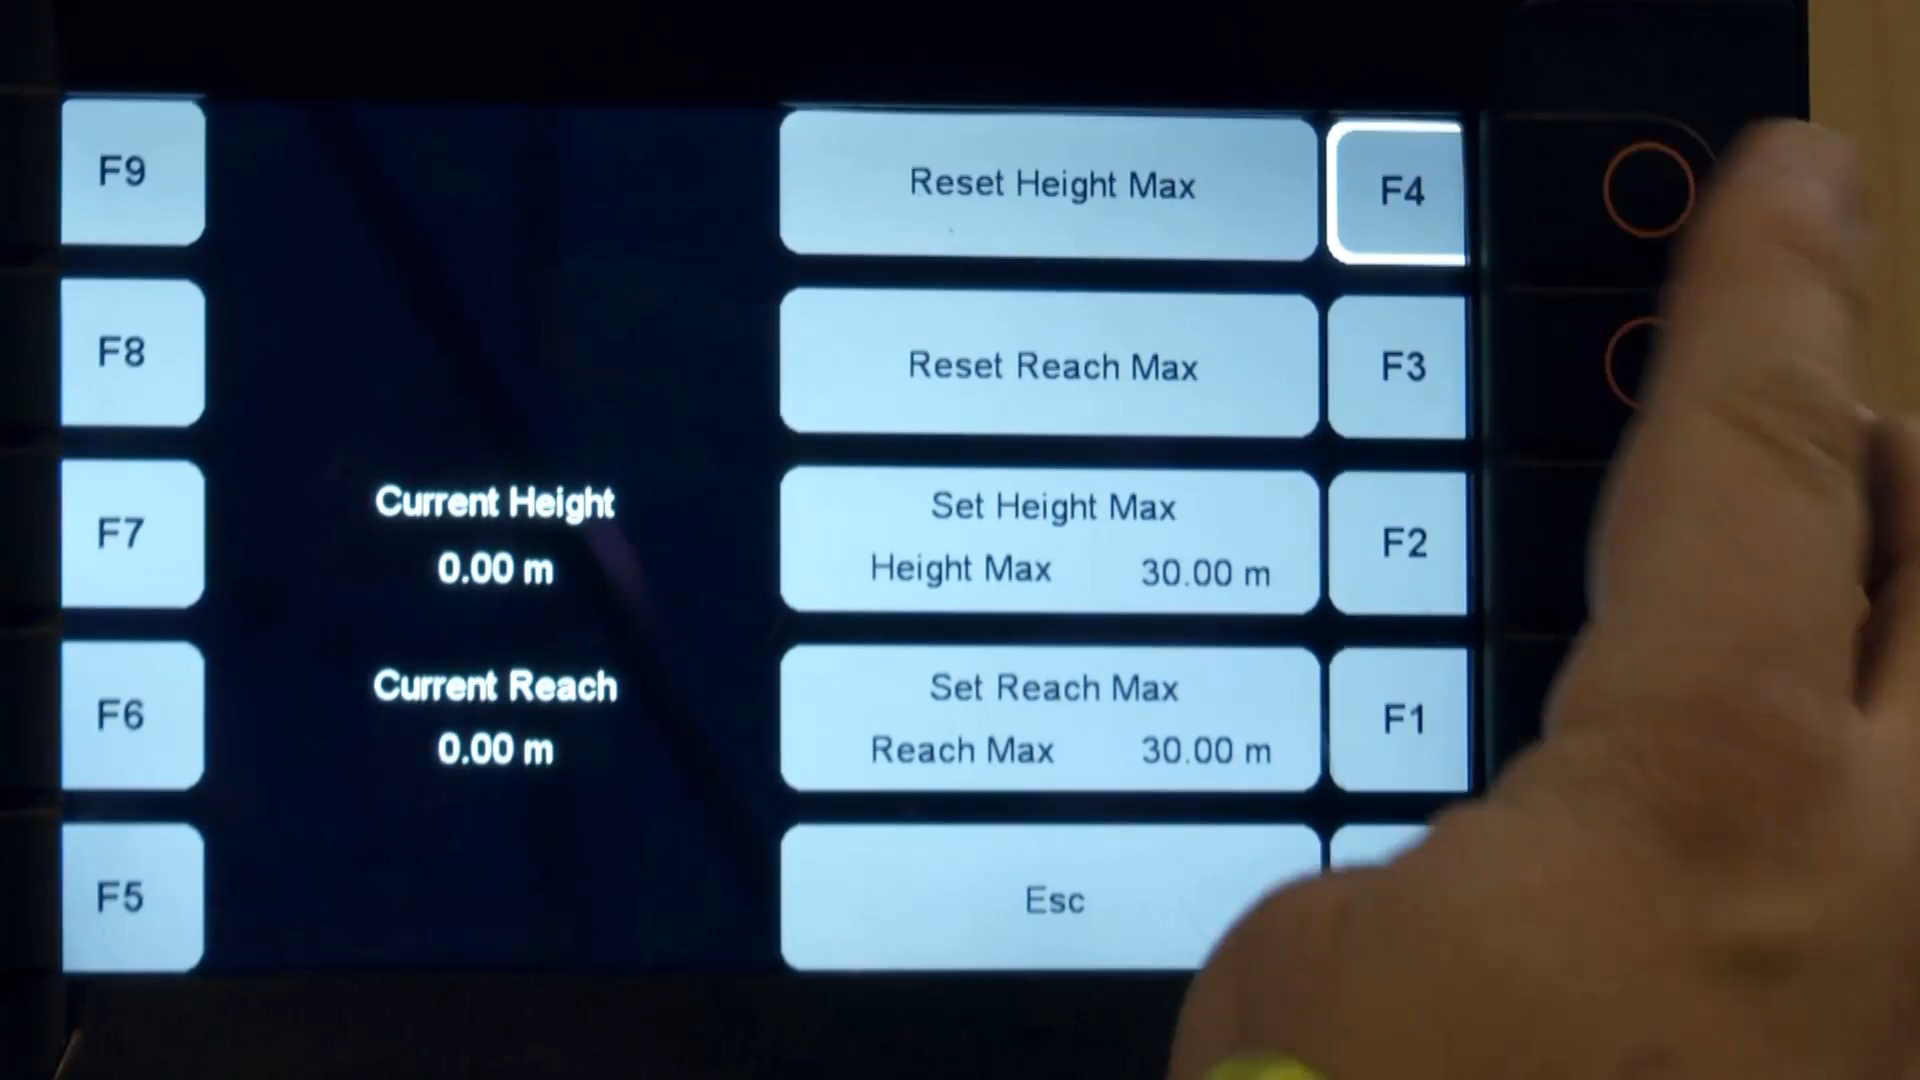 F9
Reset Height Max
F4
F8
Reset Reach Max
F3
F7
Current Height
0.00 m
Set Height Max
Height Max 30.00 m
F2
F6
Current Reach
0.00 m
Set Reach Max
Reach Max 30.00 m
F1
F5
Esc